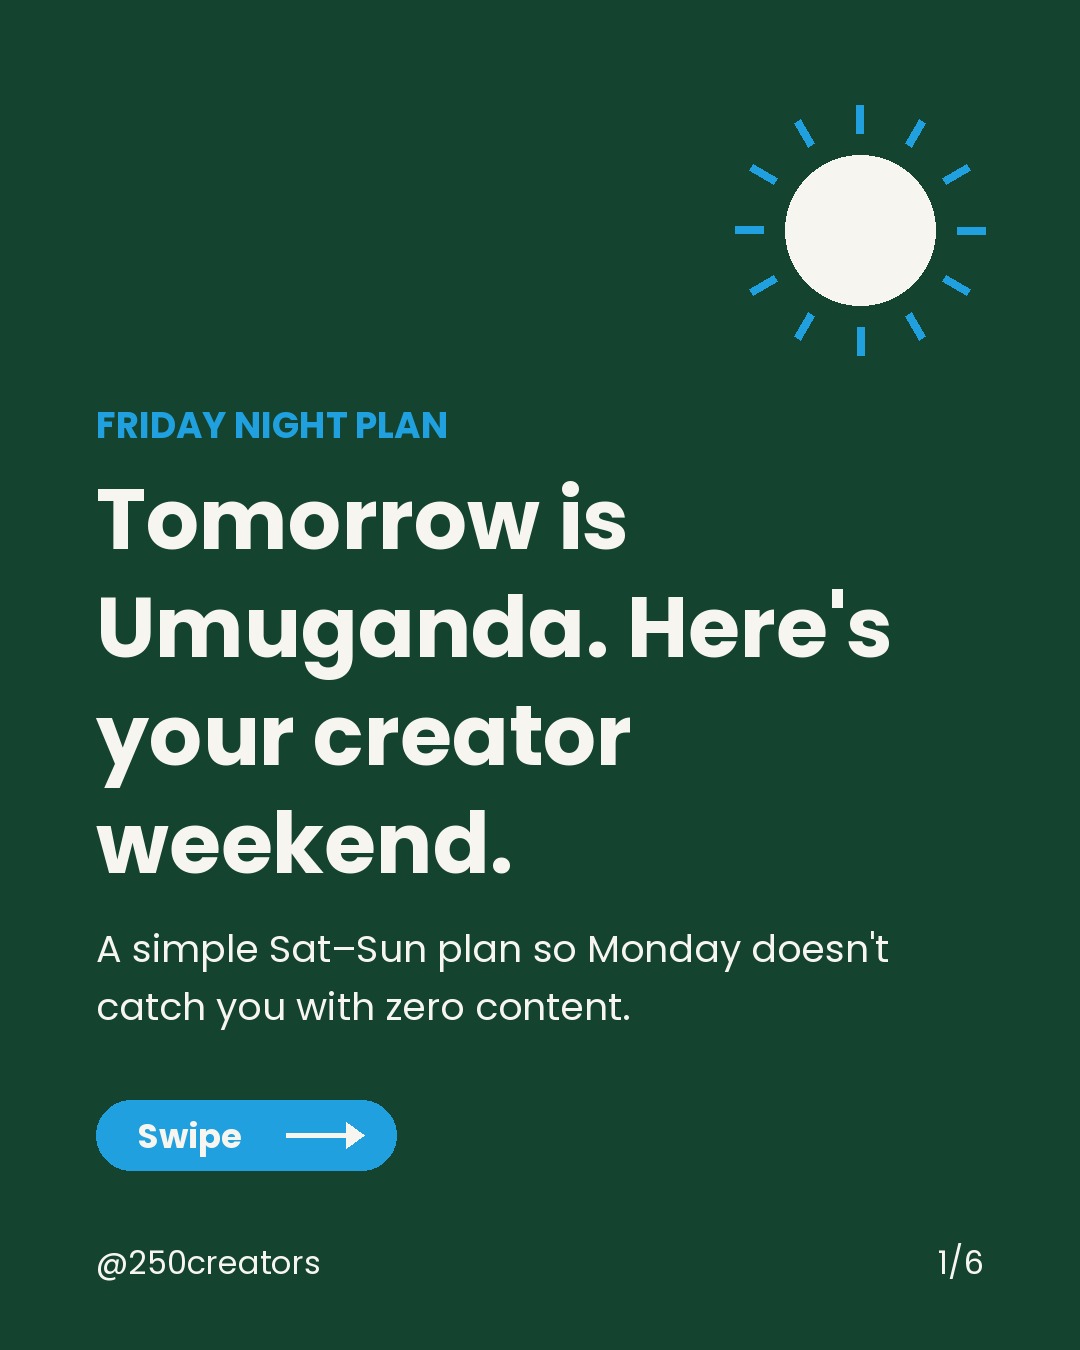 FRIDAY NIGHT PLAN
Tomorrow is
Umuganda. Here's
your creator
weekend.
A simple Sat–Sun plan so Monday doesn't
catch you with zero content.
Swipe
@250creators
1/6